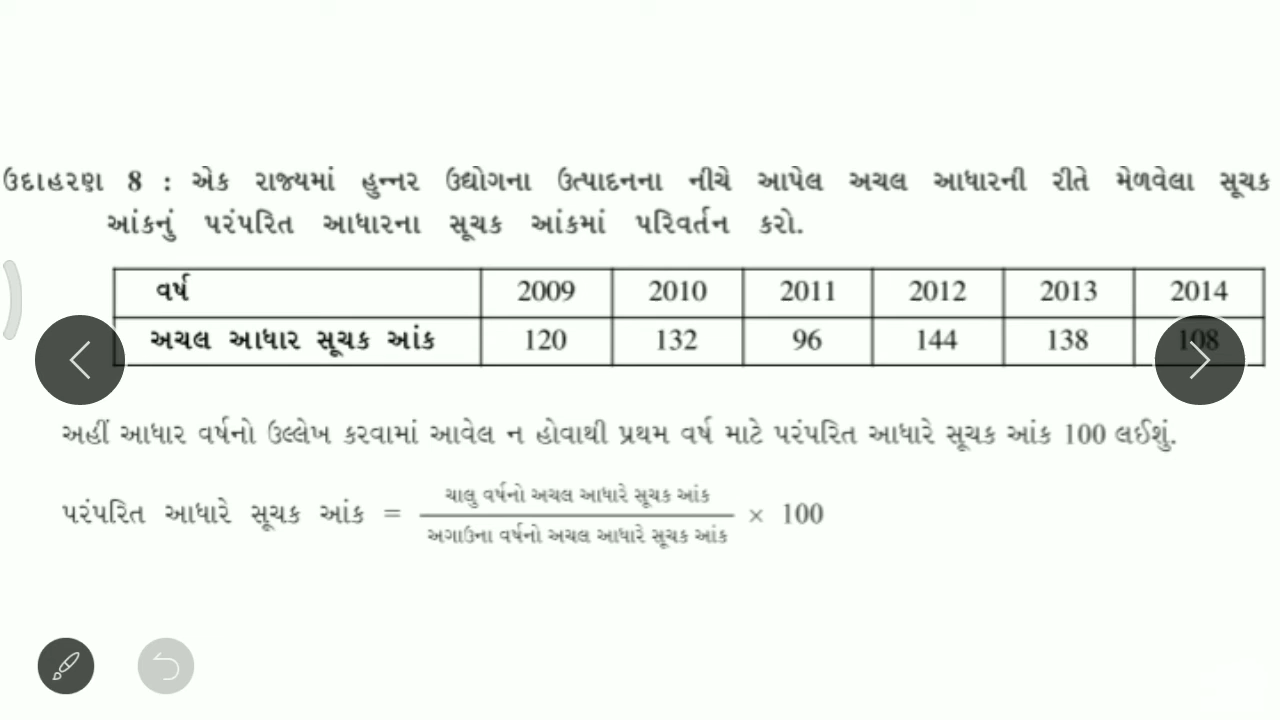 ઉદાહરણ 8 : એક રાજ્યમાં હુન્નર ઉદ્યોગના ઉત્પાદનના નીચે આપેલ અચલ આધારની રીતે મેળવેલા સૂચક
આંકનું પરંપરિત આધારના સૂચક આંકમાં પરિવર્તન કરો.
વર્ષ 2009 2010 2011 2012 2013 2014
અચલ આધાર સૂચક આંક 120 132 96 144 138 108
અહીં આધાર વર્ષનો ઉલ્લેખ કરવામાં આવેલ ન હોવાથી પ્રથમ વર્ષ માટે પરંપરિત આધારે સૂચક આંક 100 લઈશું.
ચાલુ વર્ષનો અચલ આધારે સૂચક આંક
પરંપરિત આધારે સૂચક આંક = × 100
અગાઉના વર્ષનો અચલ આધારે સૂચક આંક